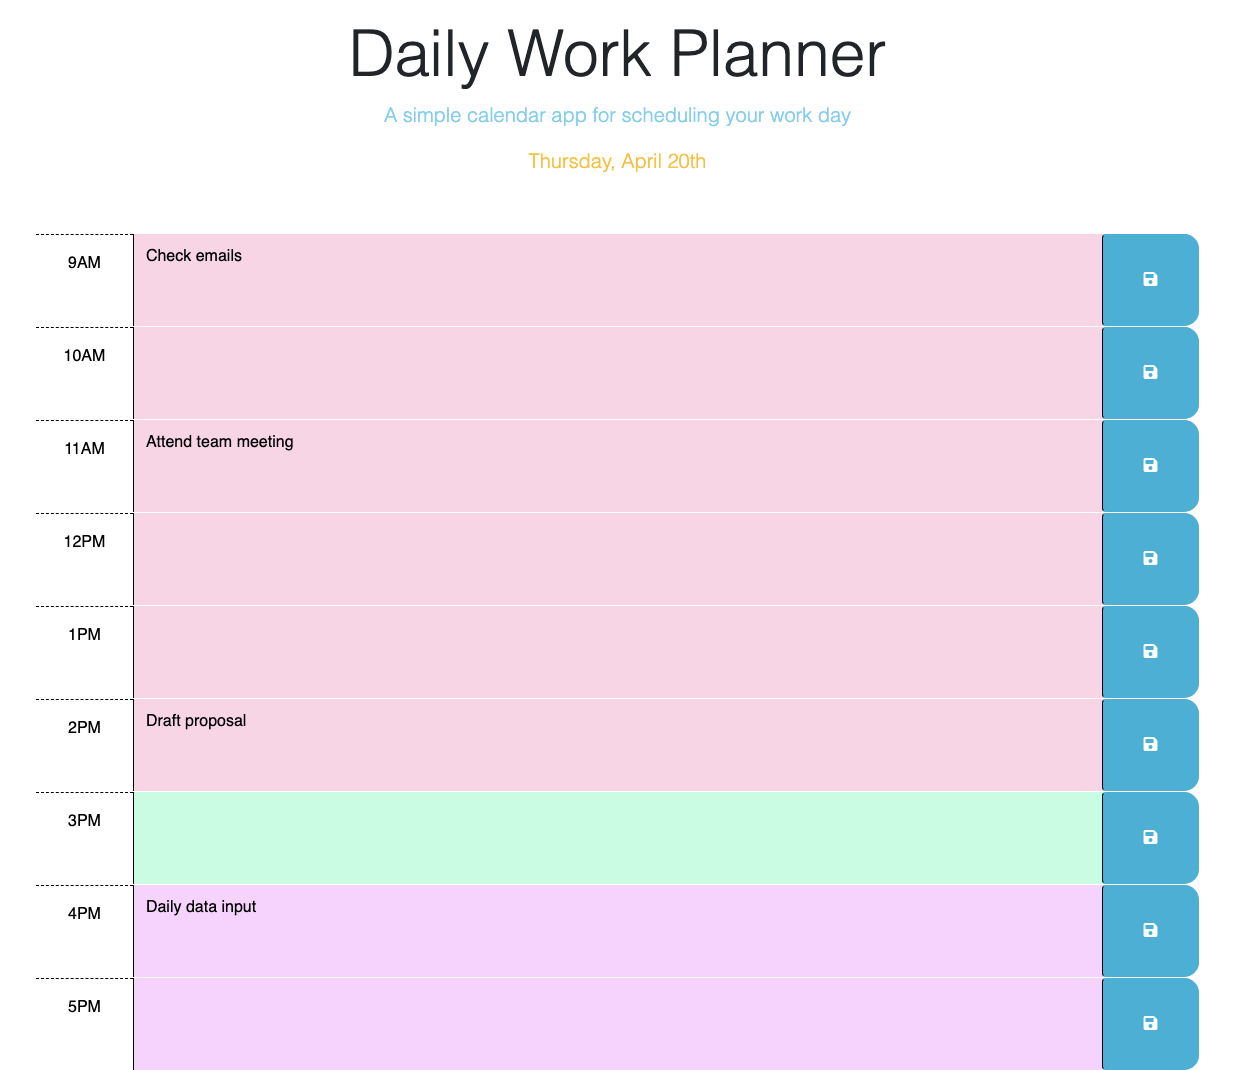 Daily Work Planner
A simple calendar app for scheduling your work day
Thursday, April 20th
9AM
Check emails
10AM
11AM
Attend team meeting
12PM
1PM
2PM
Draft proposal
3PM
4PM
Daily data input
5PM